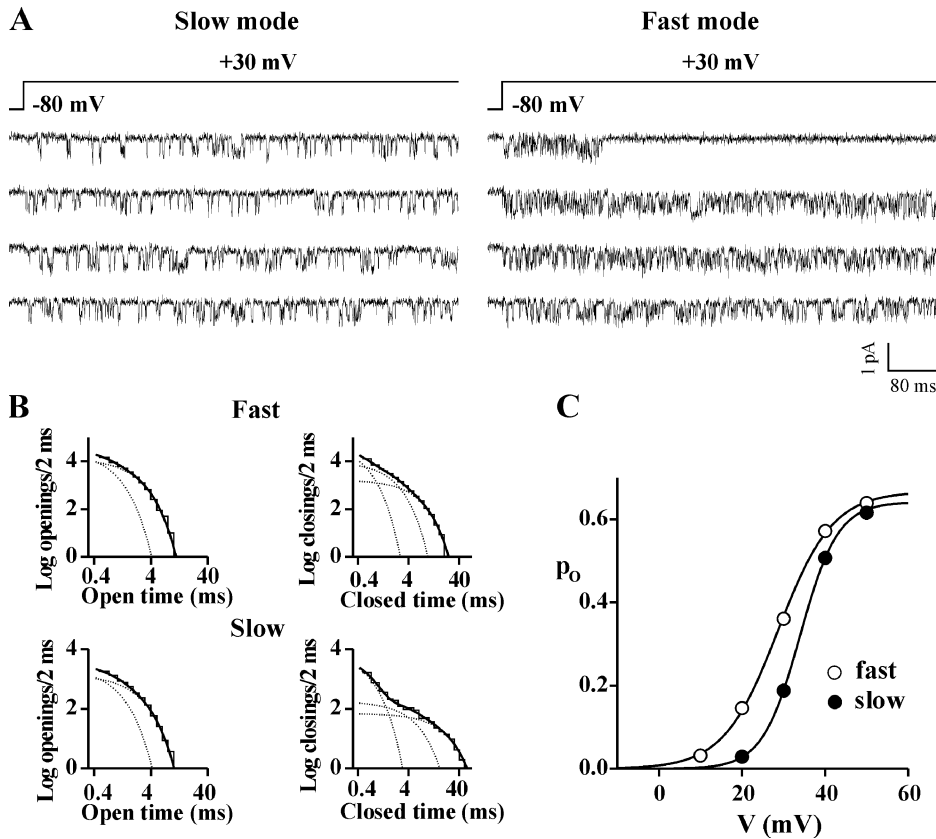 A
Slow mode
Fast mode
+30 mV
+30 mV
-80 mV
-80 mV
1 pA
80 ms
B
Fast
C
Log openings/2 ms
4
2
0
0.4
4
40
Open time (ms)
Log closings/2 ms
4
2
0
0.4
4
40
Closed time (ms)
Slow
Log openings/2 ms
4
2
0
0.4
4
40
Open time (ms)
Log closings/2 ms
4
2
0
0.4
4
40
Closed time (ms)
pO
0.6
0.4
0.2
0.0
fast
slow
0
20
40
60
V (mV)